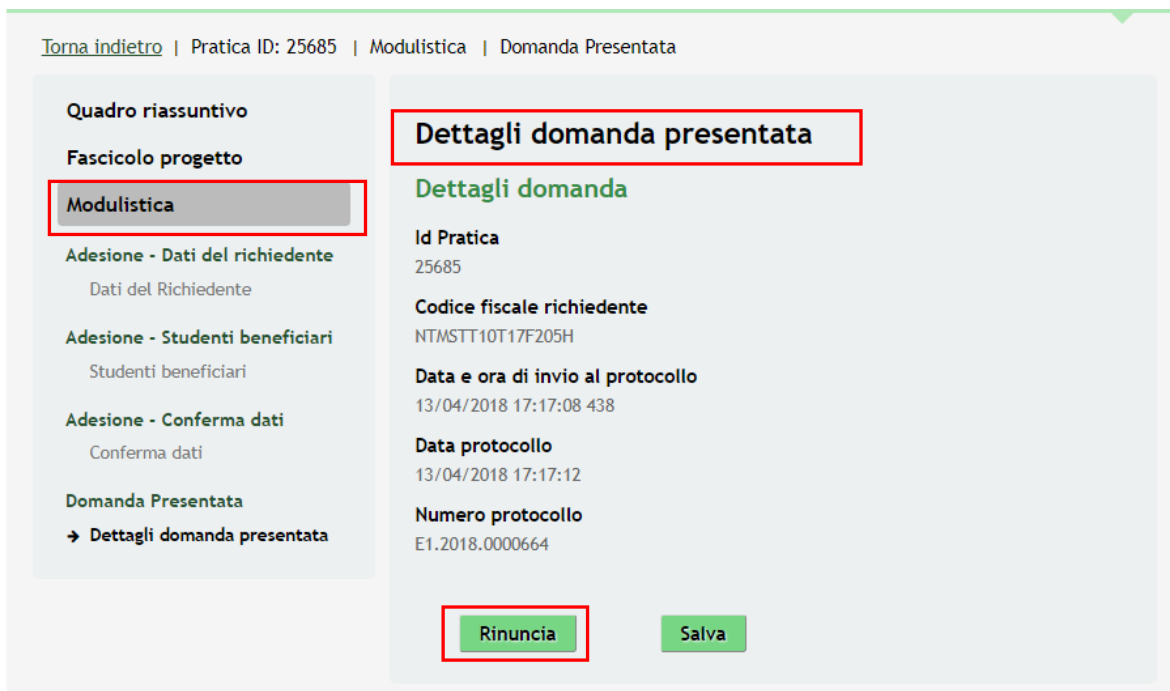 Torna indietro | Pratica ID: 25685 | Modulistica | Domanda Presentata
Quadro riassuntivo
Fascicolo progetto
Modulistica
Adesione - Dati del richiedente
Dati del Richiedente
Adesione - Studenti beneficiari
Studenti beneficiari
Adesione - Conferma dati
Conferma dati
Domanda Presentata
→ Dettagli domanda presentata
Dettagli domanda presentata
Dettagli domanda
Id Pratica
25685
Codice fiscale richiedente
NTMSTT10T17F205H
Data e ora di invio al protocollo
13/04/2018 17:17:08 438
Data protocollo
13/04/2018 17:17:12
Numero protocollo
E1.2018.0000664
Rinuncia Salva